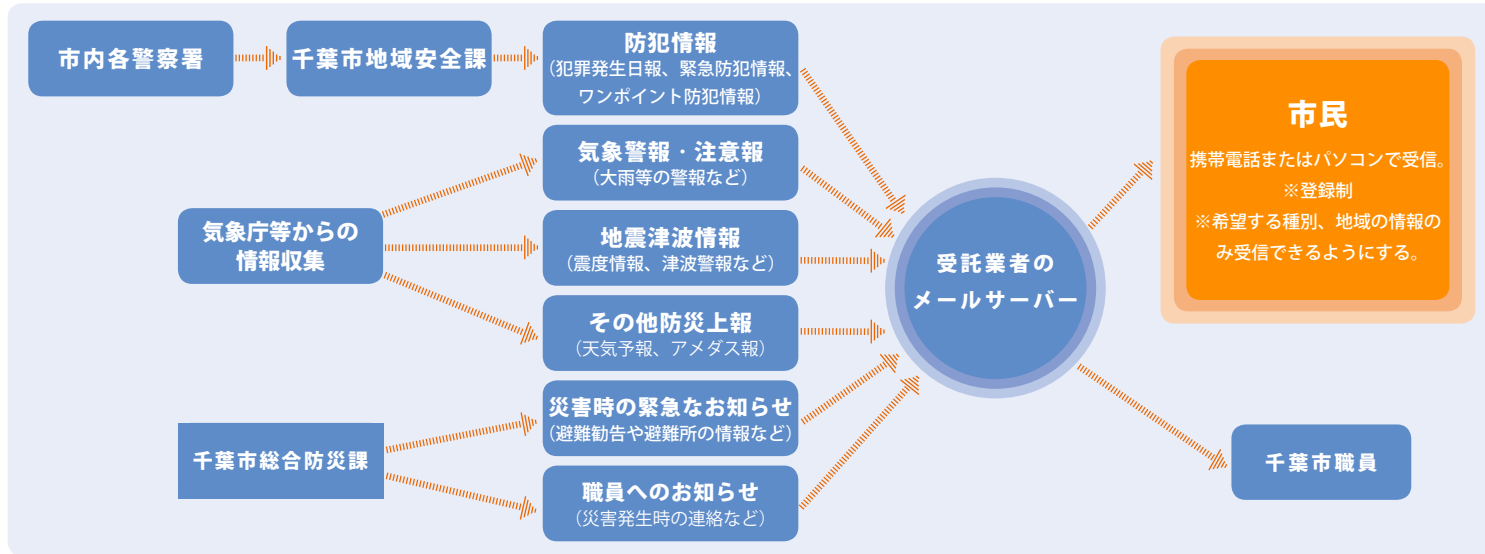 市内各警察署
千葉市地域安全課
防犯情報
（犯罪発生日報、緊急防犯情報、
ワンポイント防犯情報）
気象庁等からの
情報収集
気象警報・注意報
（大雨等の警報など）
地震津波情報
（震度情報、津波警報など）
その他防災上報
（天気予報、アメダス報）
千葉市総合防災課
災害時の緊急なお知らせ
（避難勧告や避難所の情報など）
職員へのお知らせ
（災害発生時の連絡など）
受託業者の
メールサーバー
市民
携帯電話またはパソコンで受信。
※登録制
※希望する種別、地域の情報の
み受信できるようにする。
千葉市職員